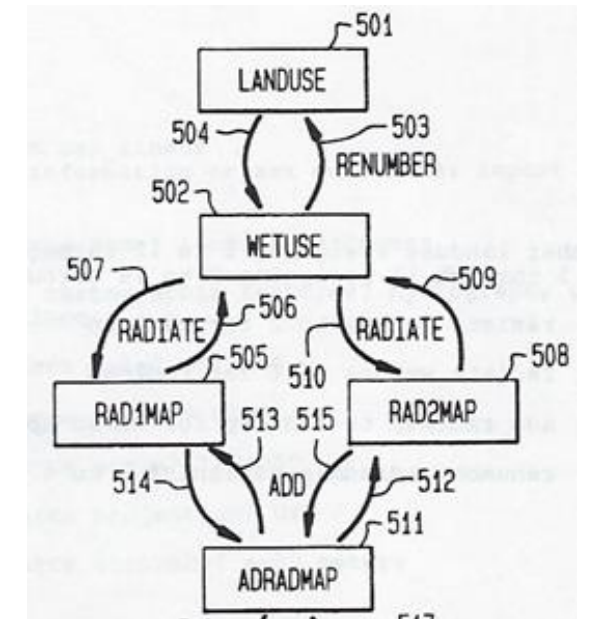 501
LANDUSE
504
503
RENUMBER
502
WETUSE
507
509
RADIATE
506
RADIATE
505
510
508
RAD1MAP
RAD2MAP
513
515
514
ADD
512
511
ADRADMAP